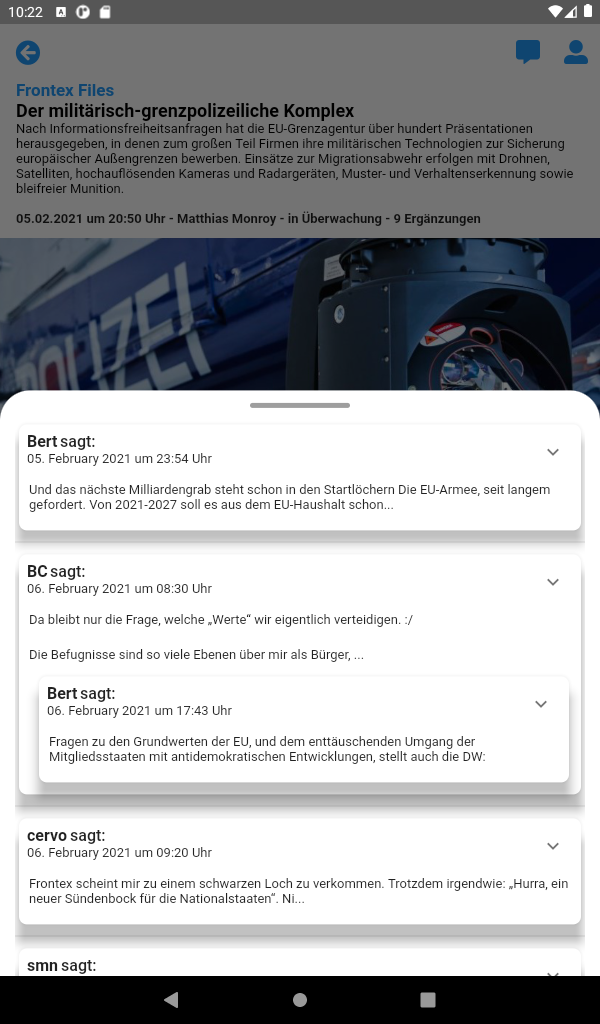 10:22
A
Frontex Files
Der militärisch-grenzpolizeiliche Komplex
Nach Informationsfreiheitsanfragen hat die EU-Grenzagentur über hundert Präsentationen
herausgegeben, in denen zum großen Teil Firmen ihre militärischen Technologien zur Sicherung
europäischer Außengrenzen bewerben. Einsätze zur Migrationsabwehr erfolgen mit Drohnen,
Satelliten, hochauflösenden Kameras und Radargeräten, Muster- und Verhaltenserkennung sowie
bleifreier Munition.
05.02.2021 um 20:50 Uhr - Matthias Monroy - in Überwachung - 9 Ergänzungen
POLIZEI
Bert sagt:
05. February 2021 um 23:54 Uhr
Und das nächste Milliardengrab steht schon in den Startlöchern Die EU-Armee, seit langem
gefordert. Von 2021-2027 soll es aus dem EU-Haushalt schon...
BC sagt:
06. February 2021 um 08:30 Uhr
Da bleibt nur die Frage, welche „Werte“ wir eigentlich verteidigen. :/
Die Befugnisse sind so viele Ebenen über mir als Bürger, ...
Bert sagt:
06. February 2021 um 17:43 Uhr
Fragen zu den Grundwerten der EU, und dem enttäuschenden Umgang der
Mitgliedsstaaten mit antidemokratischen Entwicklungen, stellt auch die DW:
cervo sagt:
06. February 2021 um 09:20 Uhr
Frontex scheint mir zu einem schwarzen Loch zu verkommen. Trotzdem irgendwie: „Hurra, ein
neuer Sündenbock für die Nationalstaaten“. Ni...
smn sagt: